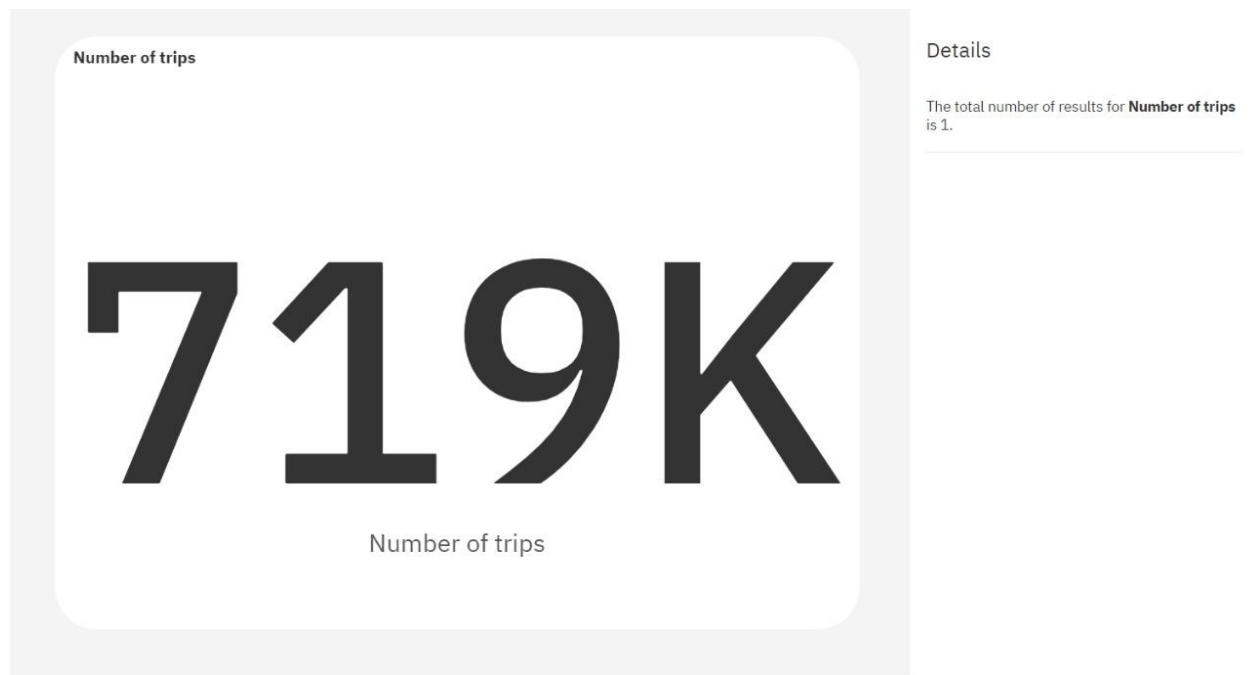 Number of trips
719K
Number of trips
Details
The total number of results for Number of trips
is 1.